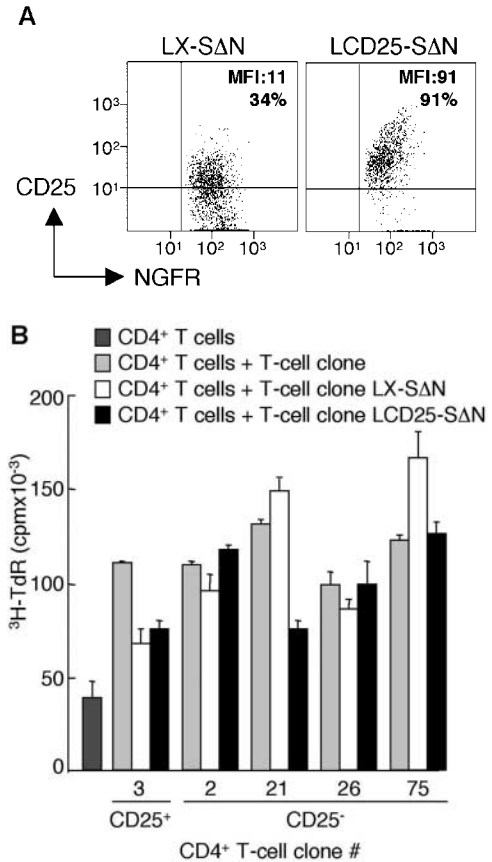 A
LX-SΔN
LCD25-SΔN
MFI:11
34%
MFI:91
91%
10³
10²
10¹
CD25
10¹ 10² 10³
10¹ 10² 10³
NGFR
B
CD4⁺ T cells
CD4⁺ T cells + T-cell clone
CD4⁺ T cells + T-cell clone LX-SΔN
CD4⁺ T cells + T-cell clone LCD25-SΔN
200
150
100
50
0
³H-TdR (cpmx10⁻³)
3 2 21 26 75
CD25⁺ CD25⁻
CD4⁺ T-cell clone #